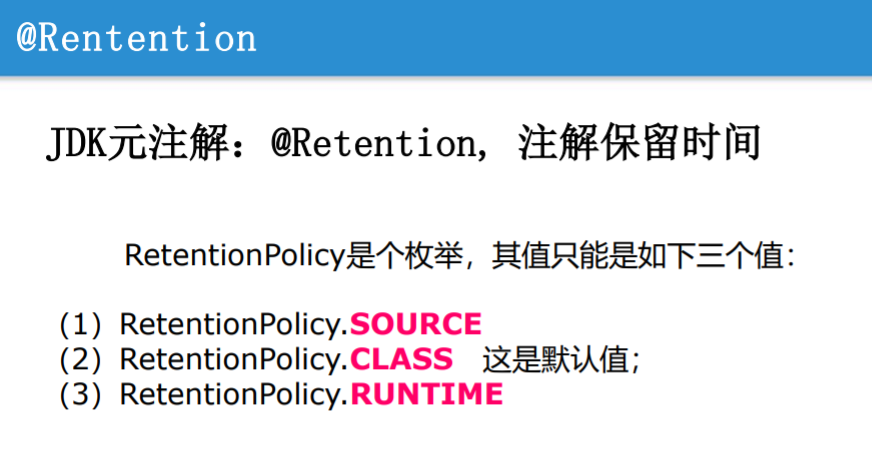 @Rentention
JDK元注解：@Retention, 注解保留时间
RetentionPolicy是个枚举，其值只能是如下三个值：
（1）RetentionPolicy.SOURCE
（2）RetentionPolicy.CLASS 这是默认值；
（3）RetentionPolicy.RUNTIME